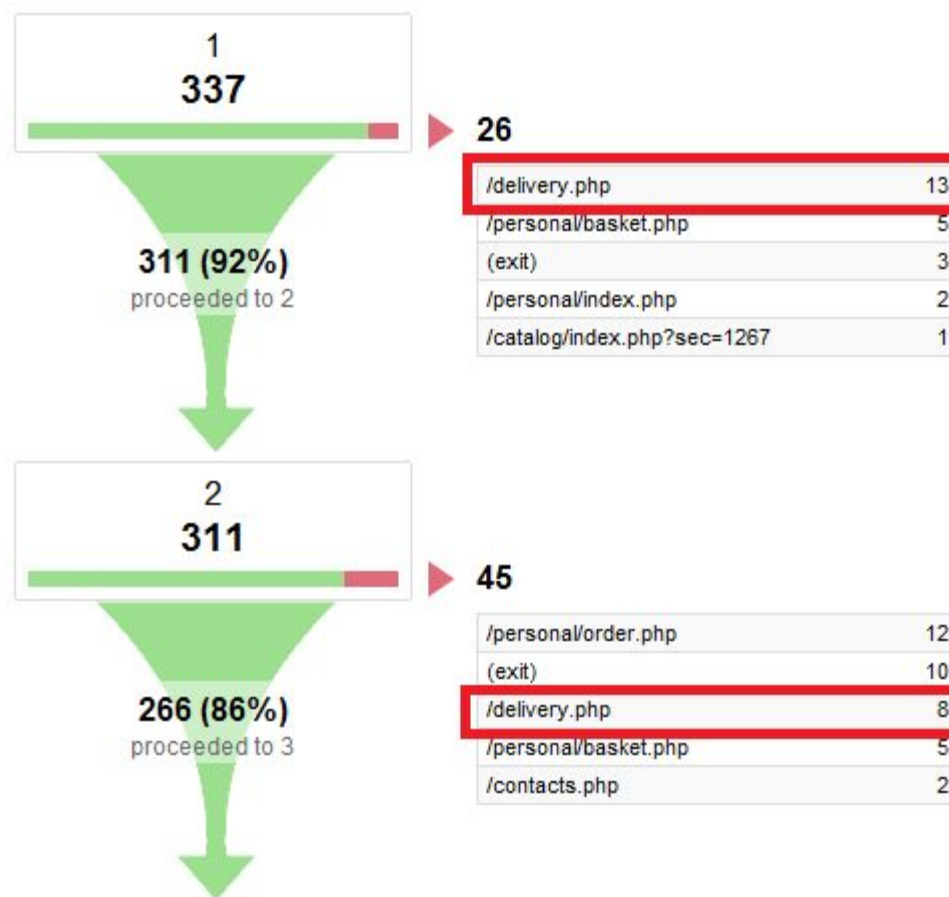 1
337
26
/delivery.php 13
/personal/basket.php 5
(exit) 3
/personal/index.php 2
/catalog/index.php?sec=1267 1
311 (92%)
proceeded to 2
2
311
45
/personal/order.php 12
(exit) 10
/delivery.php 8
/personal/basket.php 5
/contacts.php 2
266 (86%)
proceeded to 3